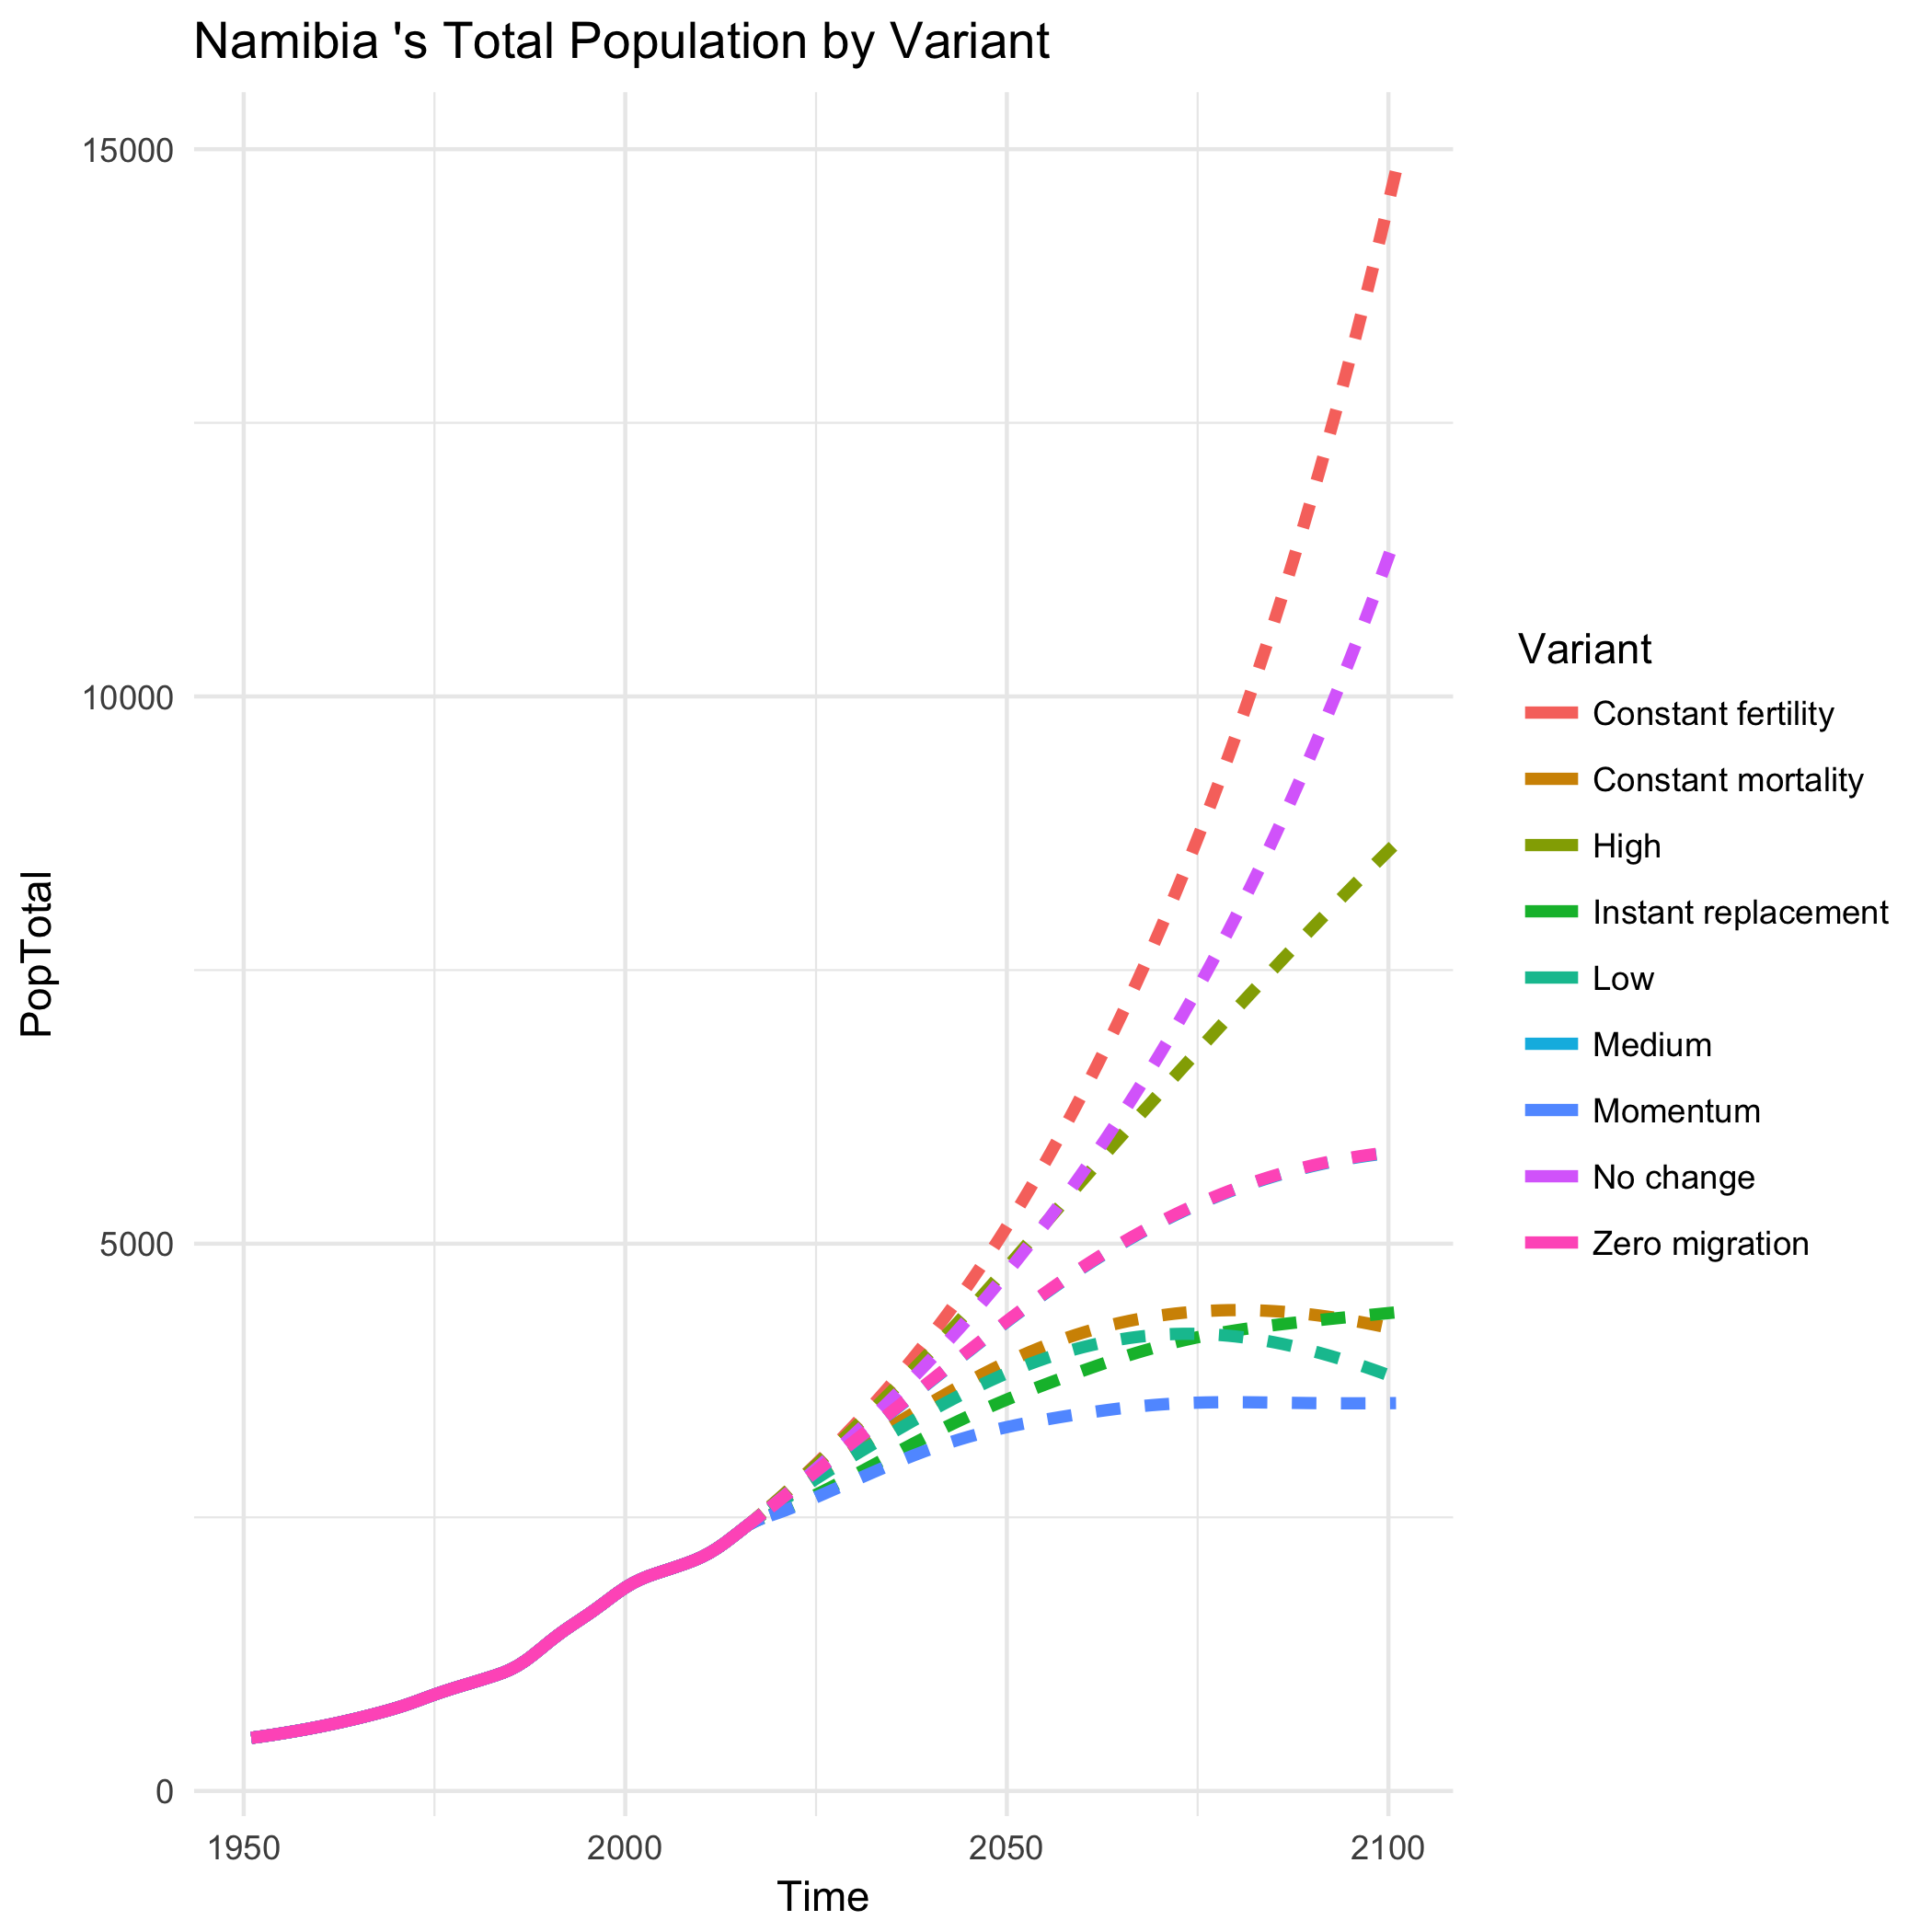 Namibia 's Total Population by Variant
15000
10000
5000
0
PopTotal
1950
2000
2050
2100
Time
Variant
Constant fertility
Constant mortality
High
Instant replacement
Low
Medium
Momentum
No change
Zero migration